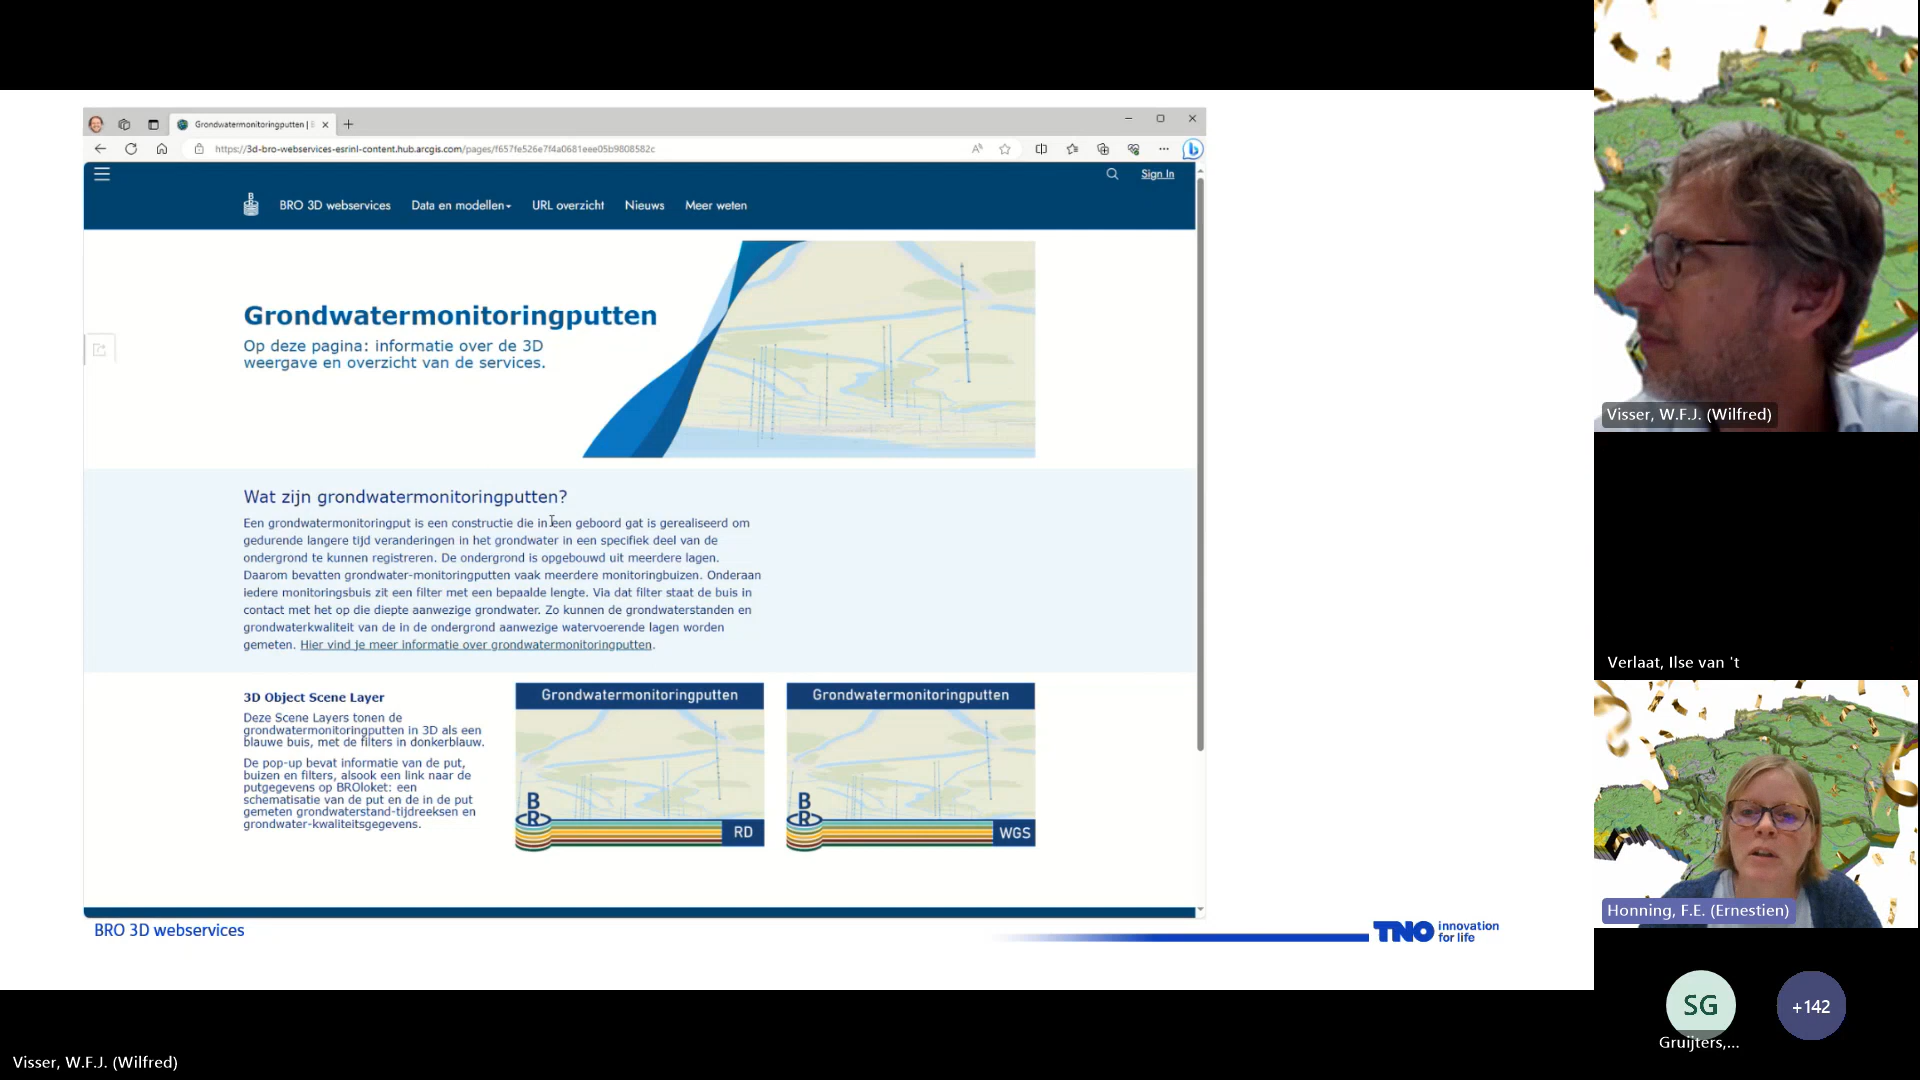 Grondwatermonitoringputten |
https://3d-bro-webservices-esrinl-content.hub.arcgis.com/pages/f657fe526e7f4a0681eee05b9808582c
Sign In
BRO 3D webservices
Data en modellen
URL overzicht
Nieuws
Meer weten
Grondwatermonitoringputten
Op deze pagina: informatie over de 3D
weergave en overzicht van de services.
Wat zijn grondwatermonitoringputten?
Een grondwatermonitoringput is een constructie die in een geboord gat is gerealiseerd om
gedurende langere tijd veranderingen in het grondwater in een specifiek deel van de
ondergrond te kunnen registreren. De ondergrond is opgebouwd uit meerdere lagen.
Daarom bevatten grondwater-monitoringputten vaak meerdere monitoringbuizen. Onderaan
iedere monitoringsbuis zit een filter met een bepaalde lengte. Via dat filter staat de buis in
contact met het op die diepte aanwezige grondwater. Zo kunnen de grondwaterstanden en
grondwaterkwaliteit van de in de ondergrond aanwezige watervoerende lagen worden
gemeten. Hier vind je meer informatie over grondwatermonitoringputten.
3D Object Scene Layer
Deze Scene Layers tonen de
grondwatermonitoringputten in 3D als een
blauwe buis, met de filters in donkerblauw.
De pop-up bevat informatie van de put,
buizen en filters, alsook een link naar de
putgegevens op BROloket: een
schematisatie van de put en de in de put
gemeten grondwaterstand-tijdreeksen en
grondwater-kwaliteitsgegevens.
Grondwatermonitoringputten
B
R
RD
Grondwatermonitoringputten
B
R
WGS
BRO 3D webservices
TNO innovation
for life
Visser, W.F.J. (Wilfred)
Verlaat, Ilse van 't
Honning, F.E. (Ernestien)
SG
Gruijters,...
+142
Visser, W.F.J. (Wilfred)